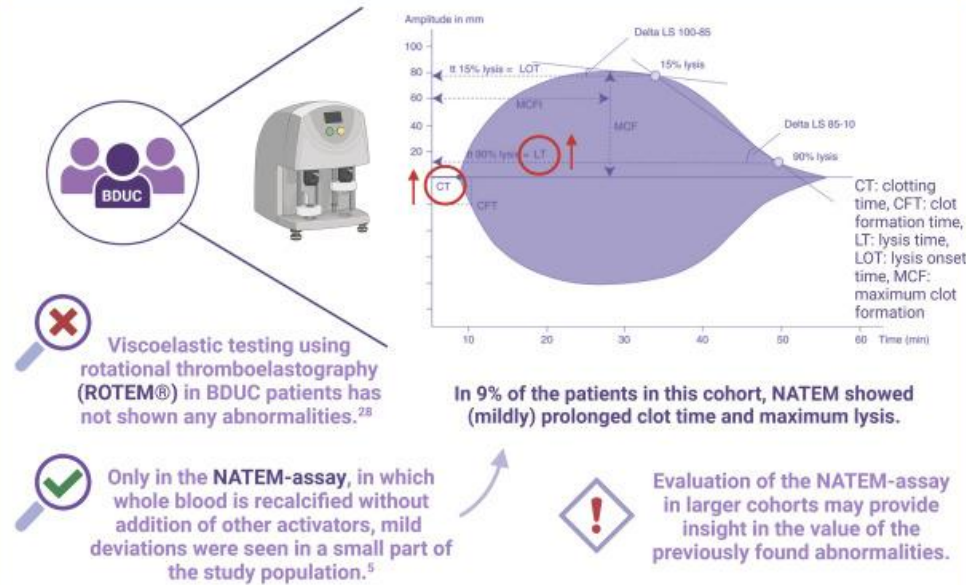 Amplitude in mm
100
80
60
40
20
Delta LS 100-85
15% lysis
tt 15% lysis = LOT
MCFt
MCF
Delta LS 85-10
tt 90% lysis = LT
90% lysis
CT
CFT
10
20
30
40
50
60
Time (min)
BDUC
CT: clotting
time, CFT: clot
formation time,
LT: lysis time,
LOT: lysis onset
time, MCF:
maximum clot
formation
Viscoelastic testing using
rotational thromboelastography
(ROTEM®) in BDUC patients has
not shown any abnormalities.²⁸
In 9% of the patients in this cohort, NATEM showed
(mildly) prolonged clot time and maximum lysis.
Only in the NATEM-assay, in which
whole blood is recalcified without
addition of other activators, mild
deviations were seen in a small part of
the study population.⁵
!
Evaluation of the NATEM-assay
in larger cohorts may provide
insight in the value of the
previously found abnormalities.